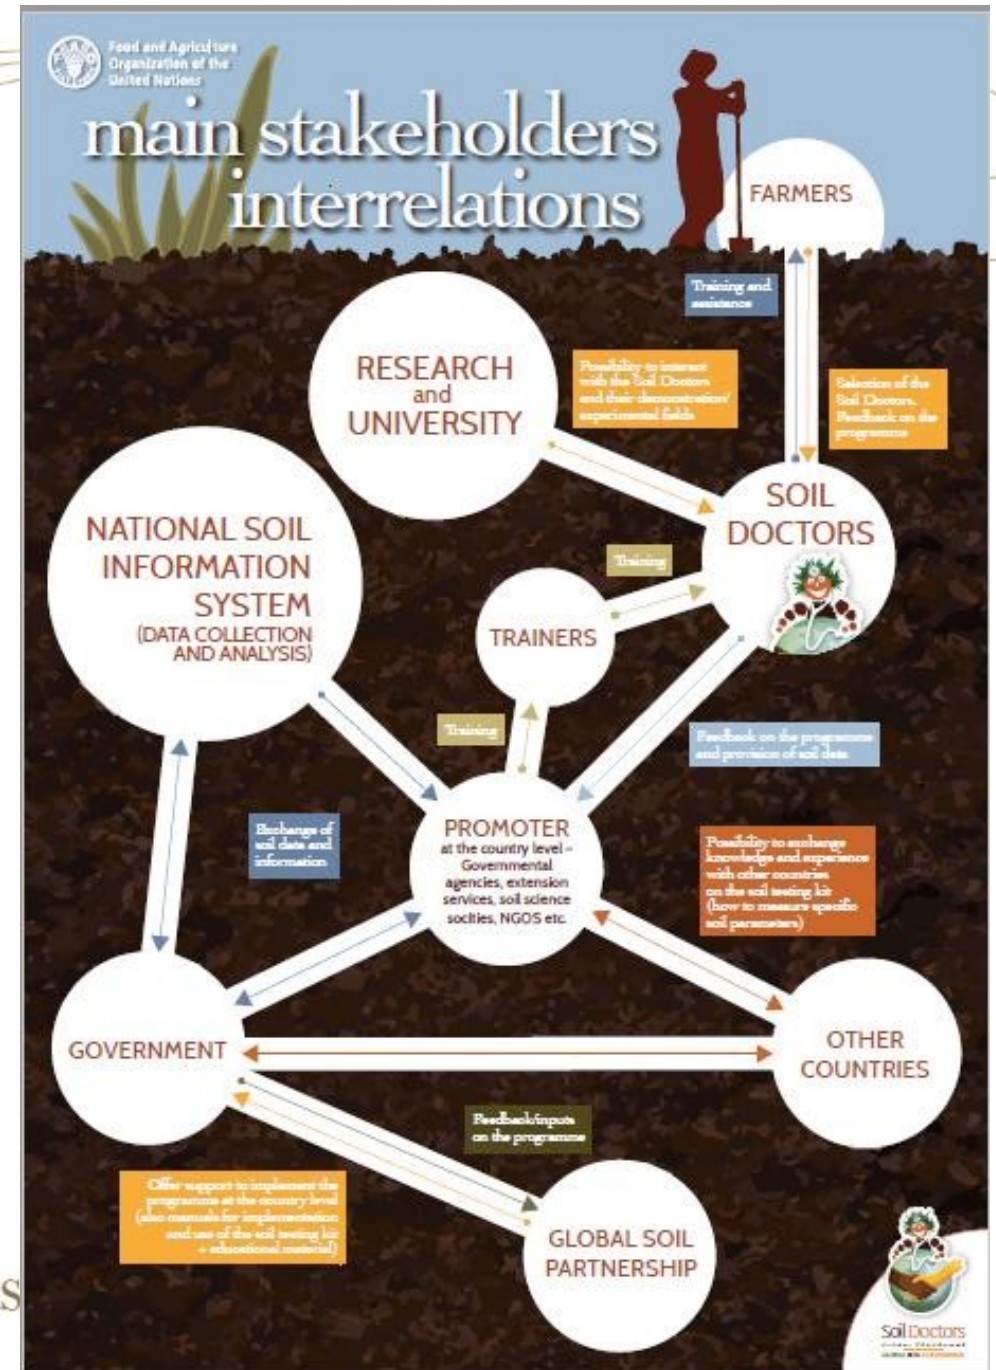 Food and Agriculture
Organization of the
United Nations
main stakeholders
interrelations
FARMERS
Training and
assistance
RESEARCH
and
UNIVERSITY
Possibility to interact
with the Soil Doctors
and their demonstration/
experimental fields
Selection of the
Soil Doctors.
Feedback on the
programme
SOIL
DOCTORS
NATIONAL SOIL
INFORMATION
SYSTEM
(DATA COLLECTION
AND ANALYSIS)
Training
TRAINERS
Training
Feedback on the programme
and provision of soil data
Exchange of
soil data and
information
PROMOTER
at the country level –
Governmental
agencies, extension
services, soil science
socities, NGOS etc.
Possibility to exchange
knowledge and experience
with other countries
on the soil testing kit
(how to measure specific
soil parameters)
GOVERNMENT
OTHER
COUNTRIES
Feedback/inputs
on the programme
Offer support to implement the
programme at the country level
(also manuals for implementation
and use of the soil testing kit
+ educational material)
GLOBAL SOIL
PARTNERSHIP
s
Soil Doctors